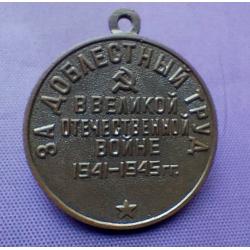 ЗА ДОБЛЕСТНЫЙ ТРУД
В ВЕЛИКОЙ
ОТЕЧЕСТВЕННОЙ
ВОЙНЕ
1941-1945 гг.